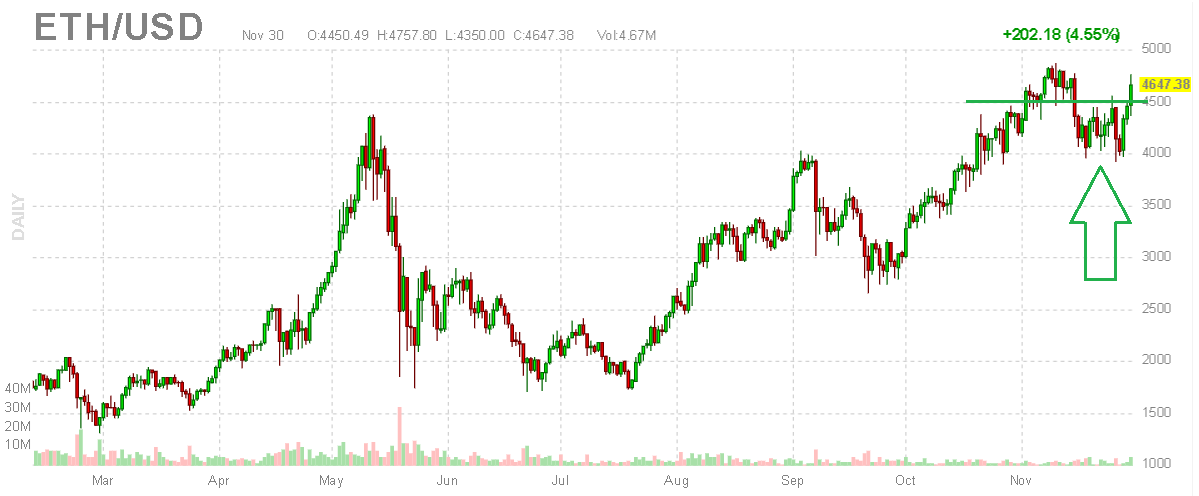 ETH/USD
Nov 30 O:4450.49 H:4757.80 L:4350.00 C:4647.38 Vol:4.67M
+202.18 (4.55%)
5000
4647.38
4500
4000
3500
3000
2500
2000
1500
1000
DAILY
40M
30M
20M
10M
Mar Apr May Jun Jul Aug Sep Oct Nov